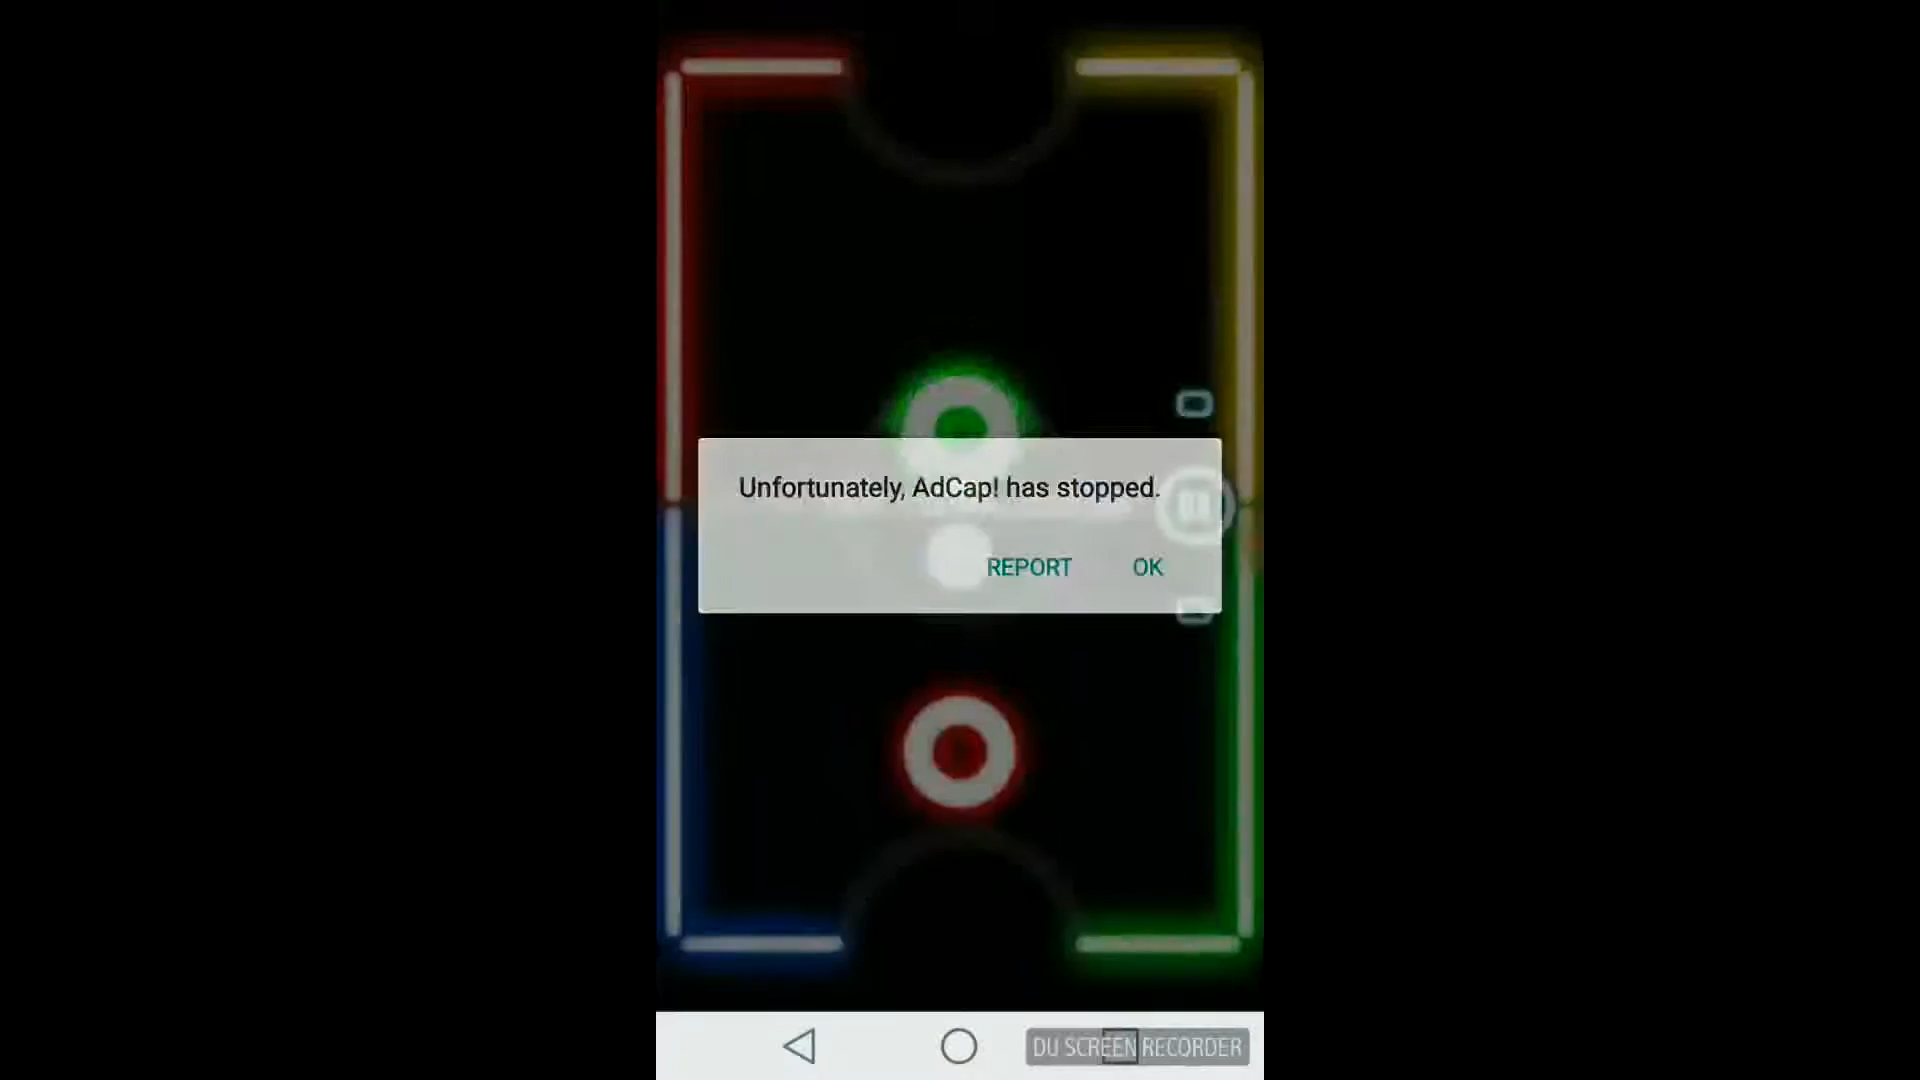 Unfortunately, AdCap! has stopped.
REPORT OK
DU SCREEN RECORDER